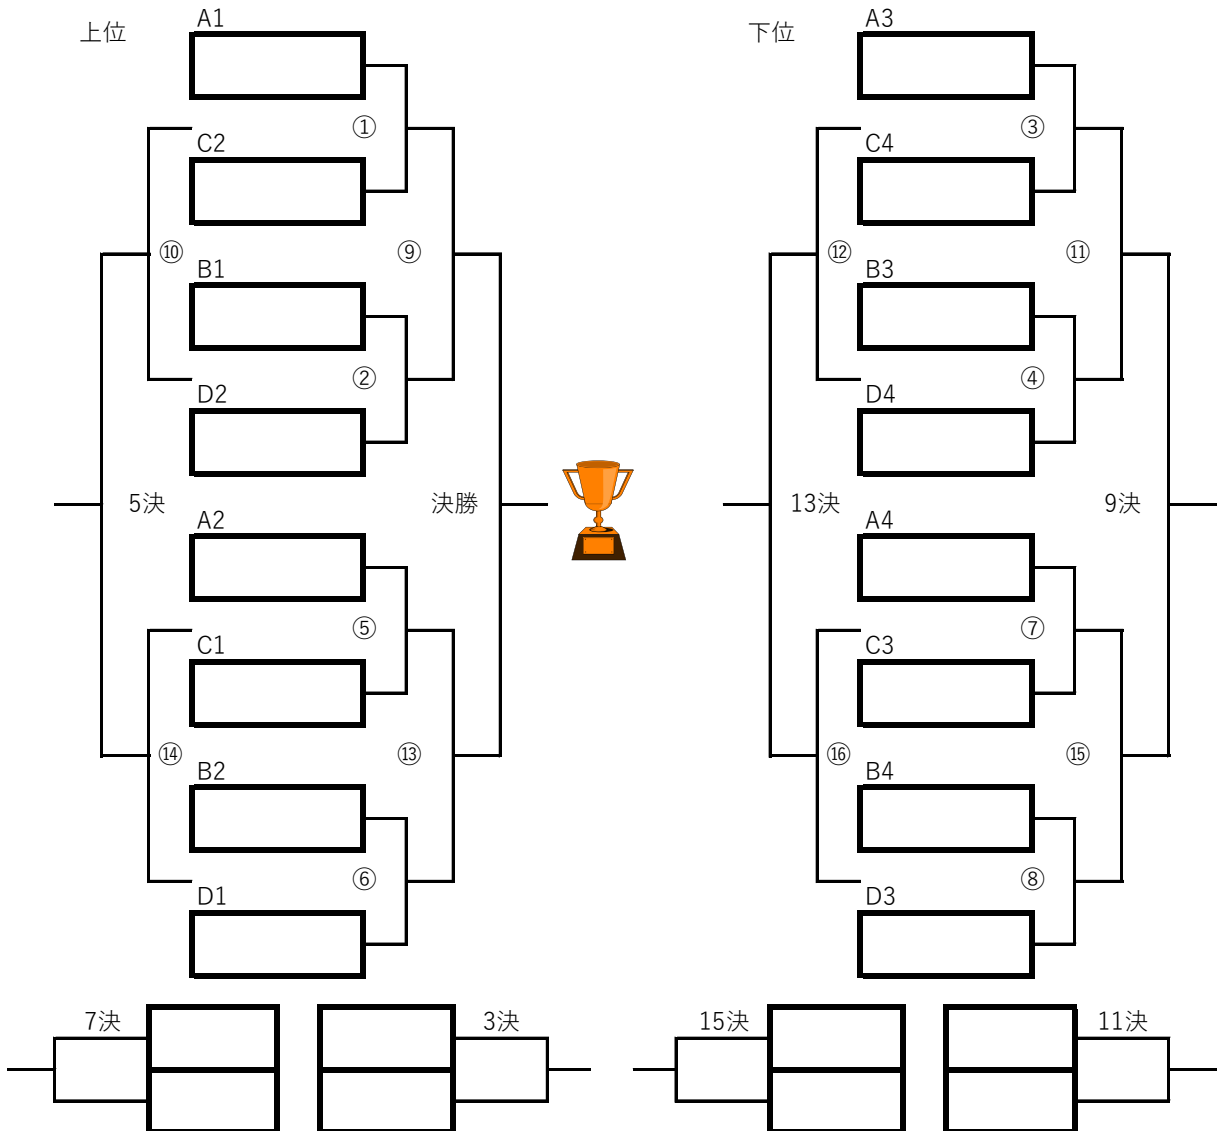 上位
A1
①
C2
⑩
⑨
B1
②
D2
5決
決勝
A2
⑤
C1
⑭
⑬
B2
⑥
D1
7決
3決
下位
A3
③
C4
⑫
⑪
B3
④
D4
13決
9決
A4
⑦
C3
⑯
⑮
B4
⑧
D3
15決
11決